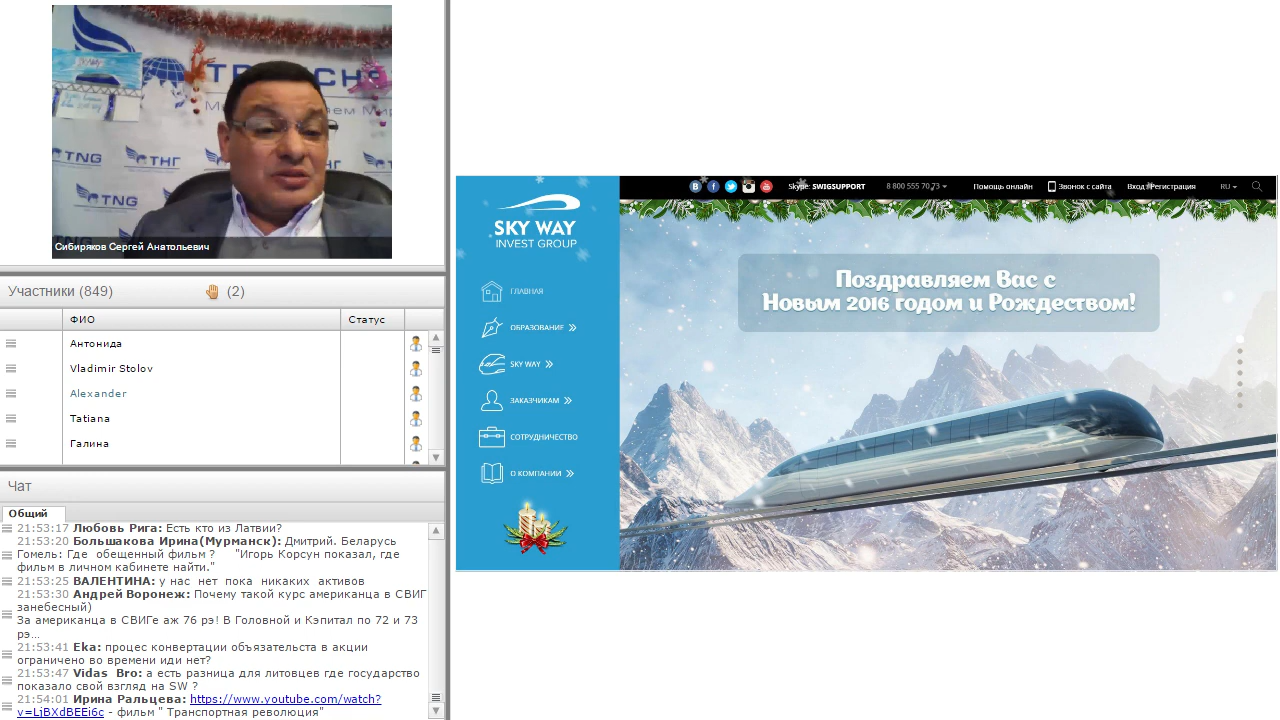 TNG
ТНГ
TNG
Сибиряков Сергей Анатольевич
Участники (849)
(2)
ФИО
Статус
Антонида
Vladimir Stolov
Alexander
Tatiana
Галина
Чат
Общий
21:53:17 Любовь Рига: Есть кто из Латвии?
21:53:20 Большакова Ирина(Мурманск): Дмитрий. Беларусь
Гомель: Где обещенный фильм ? "Игорь Корсун показал, где
фильм в личном кабинете найти."
21:53:25 ВАЛЕНТИНА: у нас нет пока никаких активов
21:53:30 Андрей Воронеж: Почему такой курс американца в СВИГ
занебесный)
За американца в СВИГе аж 76 рэ! В Головной и Кэпитал по 72 и 73
рэ...
21:53:41 Eka: процес конвертации объязательств в акции
ограничено во времени иди нет?
21:53:47 Vidas Bro: а есть разница для литовцев где государство
показало свой взгляд на SW ?
21:54:01 Ирина Ральцева: https://www.youtube.com/watch?
v=LjBXdBEEi6c - фильм " Транспортная революция"
SKY WAY
INVEST GROUP
ГЛАВНАЯ
ОБРАЗОВАНИЕ
SKY WAY
ЗАКАЗЧИКАМ
СОТРУДНИЧЕСТВО
О КОМПАНИИ
Skype: SWIGSUPPORT
8 800 555 70 73
Помощь онлайн
Звонок с сайта
Вход
Регистрация
RU
Поздравляем Вас с
Новым 2016 годом и Рождеством!